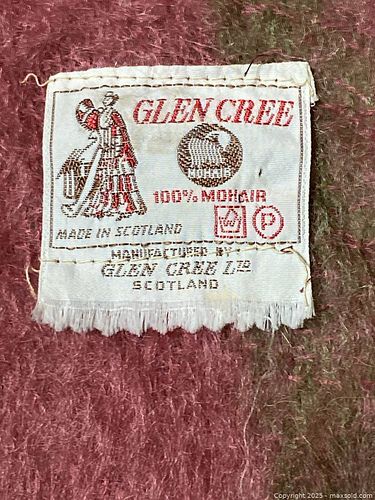 GLEN CREE
MOHAIR
100% MOHAIR
P
MADE IN SCOTLAND
MANUFACTURED BY
GLEN CREE LTD
SCOTLAND
Copyright 2025 - maxsold.com